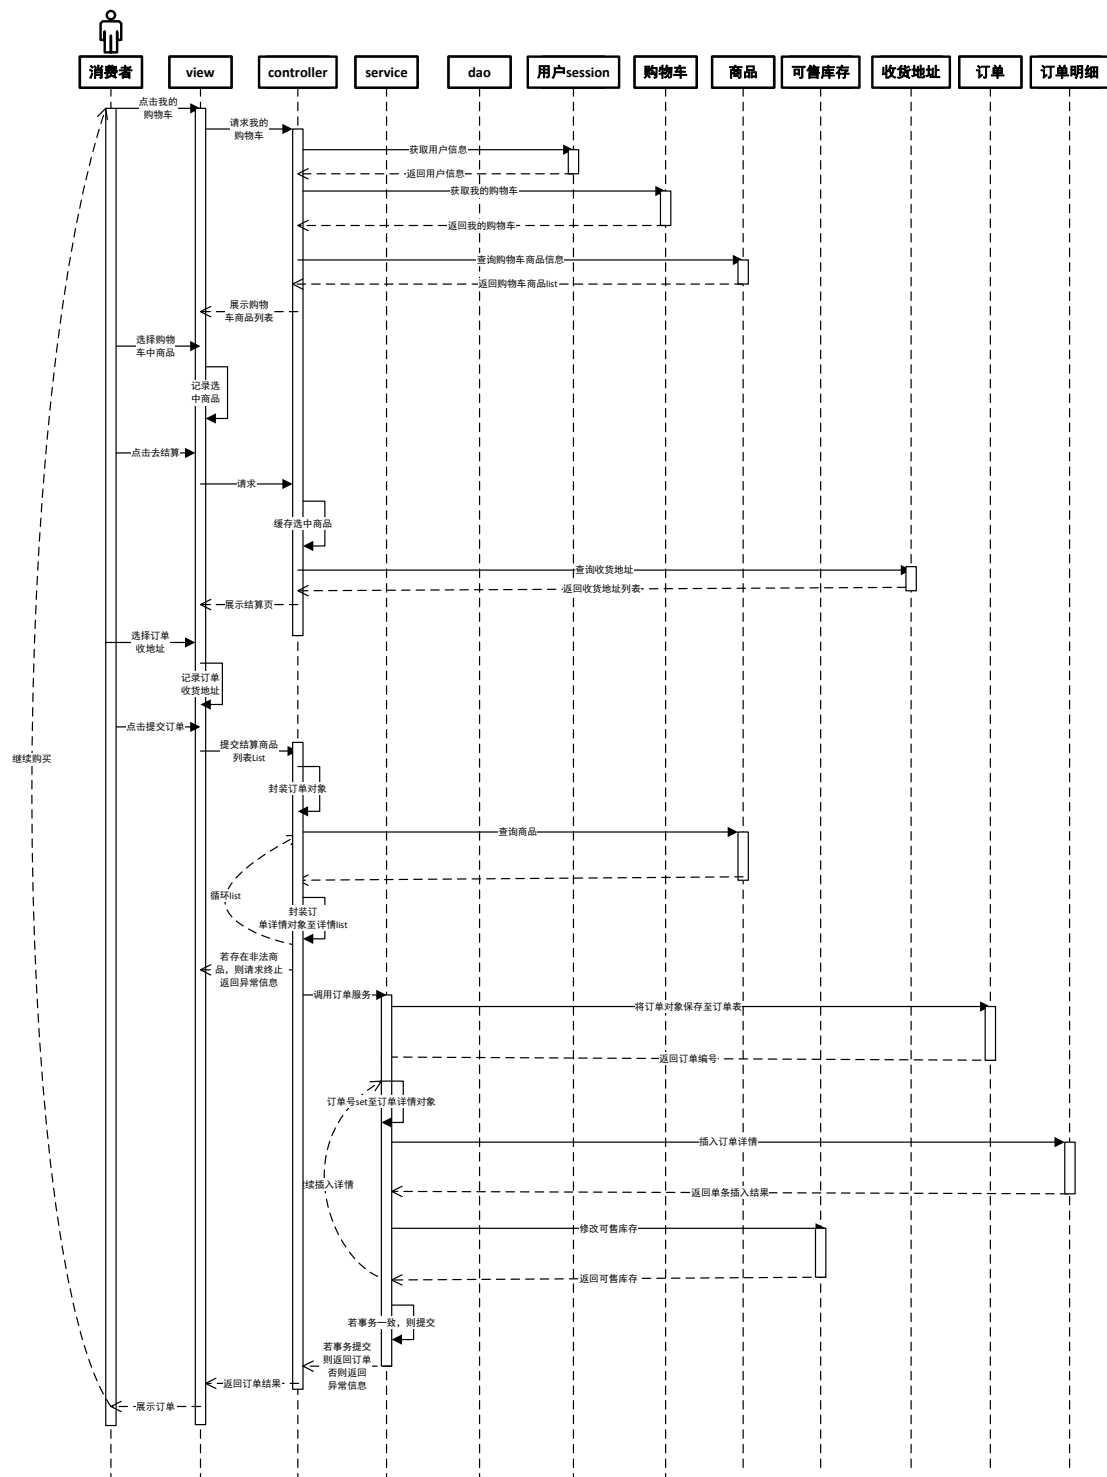 消费者
view
controller
service
dao
用户session
购物车
商品
可售库存
收货地址
订单
订单明细
点击我的
购物车
请求我的
购物车
获取用户信息
返回用户信息
获取我的购物车
返回我的购物车
查询购物车商品信息
返回购物车商品list
展示购物
车商品列表
选择购物
车中商品
记录选
中商品
点击去结算
请求
缓存选中商品
查询收货地址
返回收货地址列表
展示结算页
选择订单
收地址
记录订单
收货地址
点击提交订单
提交结算商品
列表List
继续购买
封装订单对象
查询商品
循环list
封装订
单详情对象至详情list
若存在非法商
品，则请求终止
返回异常信息
调用订单服务
将订单对象保存至订单表
返回订单编号
订单号set至订单详情对象
插入订单详情
续插入详情
返回单条插入结果
修改可售库存
返回可售库存
若事务一致，则提交
若事务提交
则返回订单
否则返回
异常信息
返回订单结果
展示订单